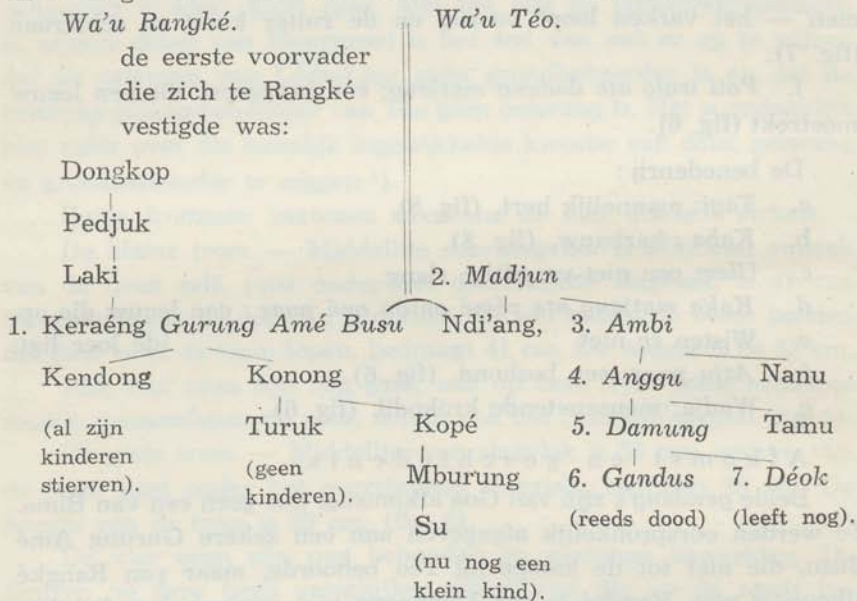 Wa'u Rangké.
Wa'u Téo.
de eerste voorvader
die zich te Rangké
vestigde was:
Dongkop
Pedjuk
Laki
2. Madjun
1. Keraéng Gurung Amé Busu Ndi'ang, 3. Ambi
Kendong Konong 4. Anggu Nanu
(al zijn
kinderen
stierven).
Turuk Kopé 5. Damung Tamu
(geen
kinderen).
Mburung 6. Gandus 7. Déok
Su (reeds dood) (leeft nog).
(nu nog een
klein kind).